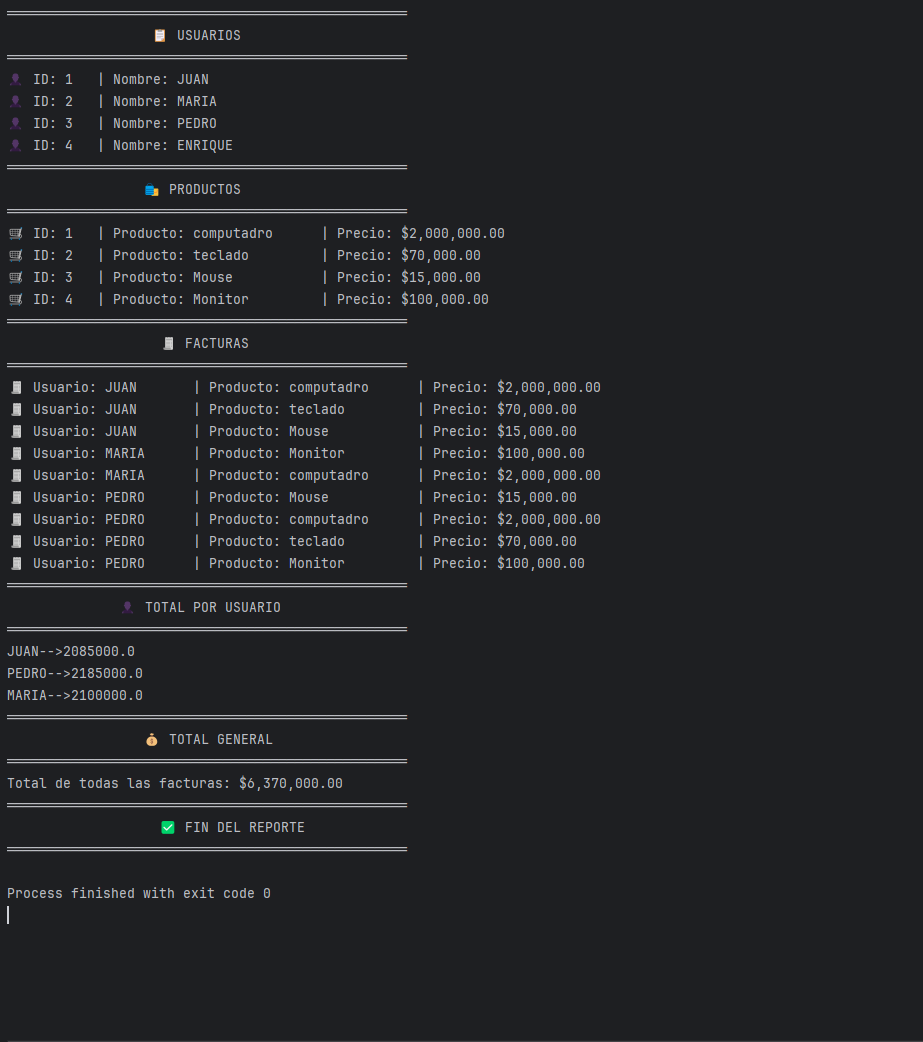 📋 USUARIOS
👤 ID: 1 | Nombre: JUAN
👤 ID: 2 | Nombre: MARIA
👤 ID: 3 | Nombre: PEDRO
👤 ID: 4 | Nombre: ENRIQUE
🛍️ PRODUCTOS
🛒 ID: 1 | Producto: computadro | Precio: $2,000,000.00
🛒 ID: 2 | Producto: teclado | Precio: $70,000.00
🛒 ID: 3 | Producto: Mouse | Precio: $15,000.00
🛒 ID: 4 | Producto: Monitor | Precio: $100,000.00
🧾 FACTURAS
🧾 Usuario: JUAN | Producto: computadro | Precio: $2,000,000.00
🧾 Usuario: JUAN | Producto: teclado | Precio: $70,000.00
🧾 Usuario: JUAN | Producto: Mouse | Precio: $15,000.00
🧾 Usuario: MARIA | Producto: Monitor | Precio: $100,000.00
🧾 Usuario: MARIA | Producto: computadro | Precio: $2,000,000.00
🧾 Usuario: PEDRO | Producto: Mouse | Precio: $15,000.00
🧾 Usuario: PEDRO | Producto: computadro | Precio: $2,000,000.00
🧾 Usuario: PEDRO | Producto: teclado | Precio: $70,000.00
🧾 Usuario: PEDRO | Producto: Monitor | Precio: $100,000.00
👤 TOTAL POR USUARIO
JUAN-->2085000.0
PEDRO-->2185000.0
MARIA-->2100000.0
💰 TOTAL GENERAL
Total de todas las facturas: $6,370,000.00
✅ FIN DEL REPORTE
Process finished with exit code 0